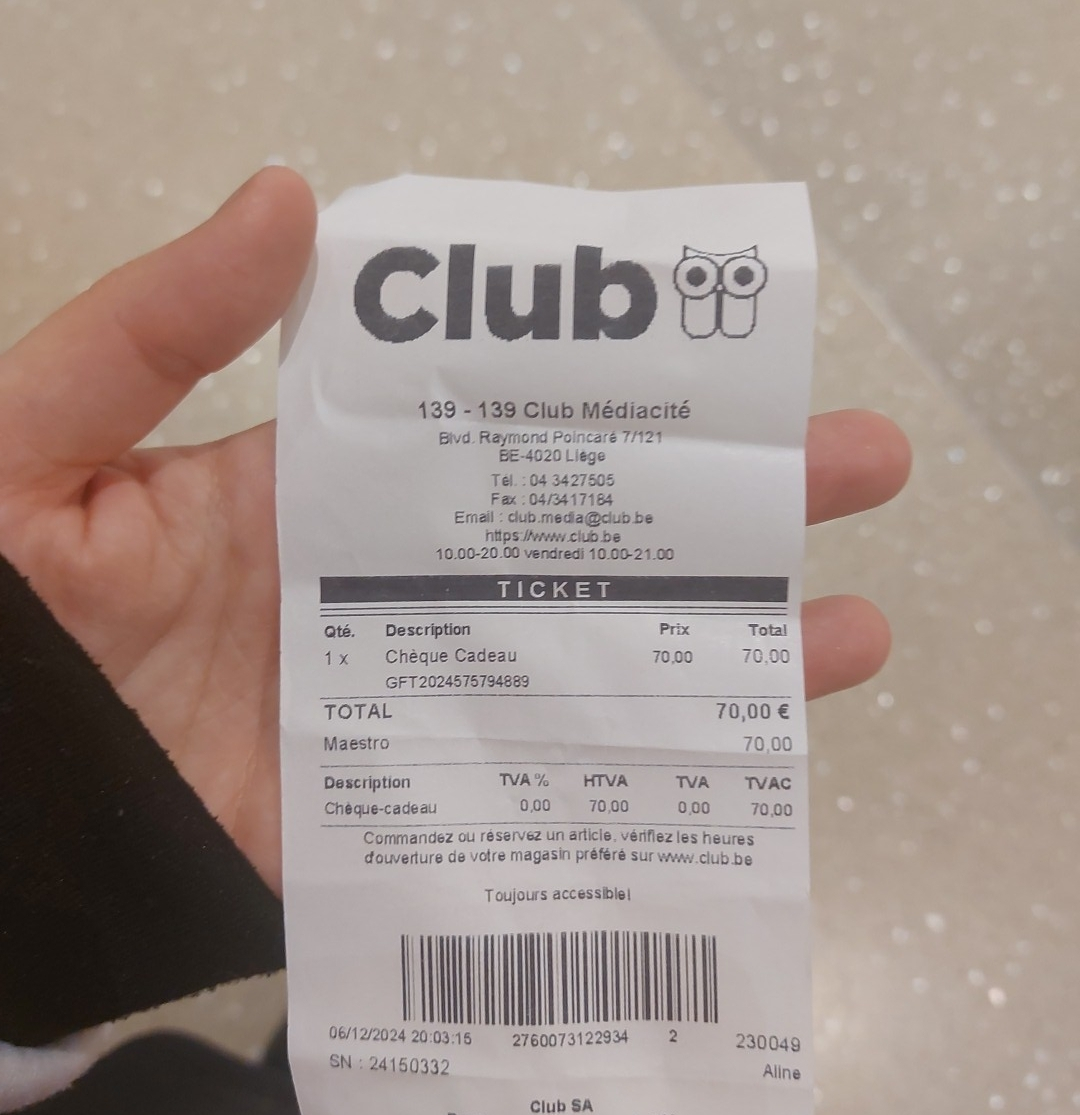 Club
139 - 139 Club Médiacité
Blvd. Raymond Poincaré 7/121
BE-4020 Liège
Tél. : 04 3427505
Fax : 04/3417184
Email : club.media@club.be
https://www.club.be
10.00-20.00 vendredi 10.00-21.00
TICKET
Qté. Description Prix Total
1 x Chèque Cadeau 70,00 70,00
GFT2024575794889
TOTAL 70,00 €
Maestro 70,00
Description TVA % HTVA TVA TVAC
Chèque-cadeau 0,00 70,00 0,00 70,00
Commandez ou réservez un article, vérifiez les heures
d'ouverture de votre magasin préféré sur www.club.be
Toujours accessible!
06/12/2024 20:03:15 2760073122934 2 230049
SN : 24150332 Aline
Club SA